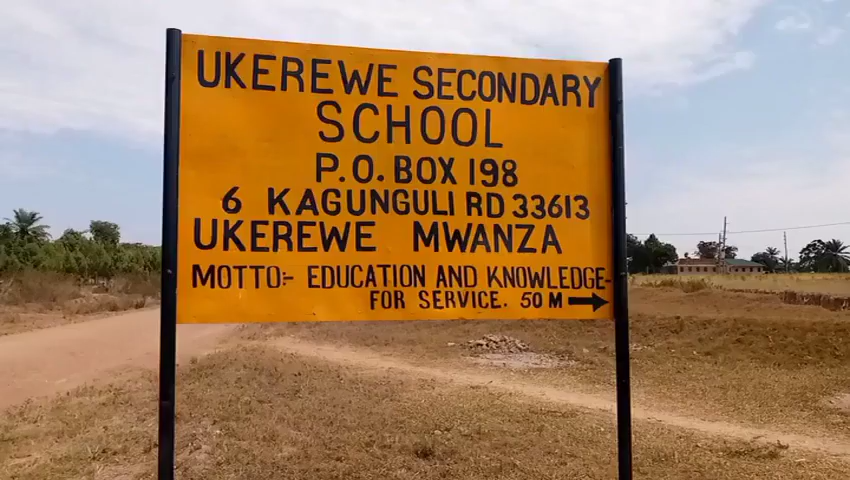 UKEREWE SECONDARY
SCHOOL
P.O. BOX 198
6 KAGUNGULI RD 33613
UKEREWE MWANZA
MOTTO:- EDUCATION AND KNOWLEDGE-
FOR SERVICE. 50 M →